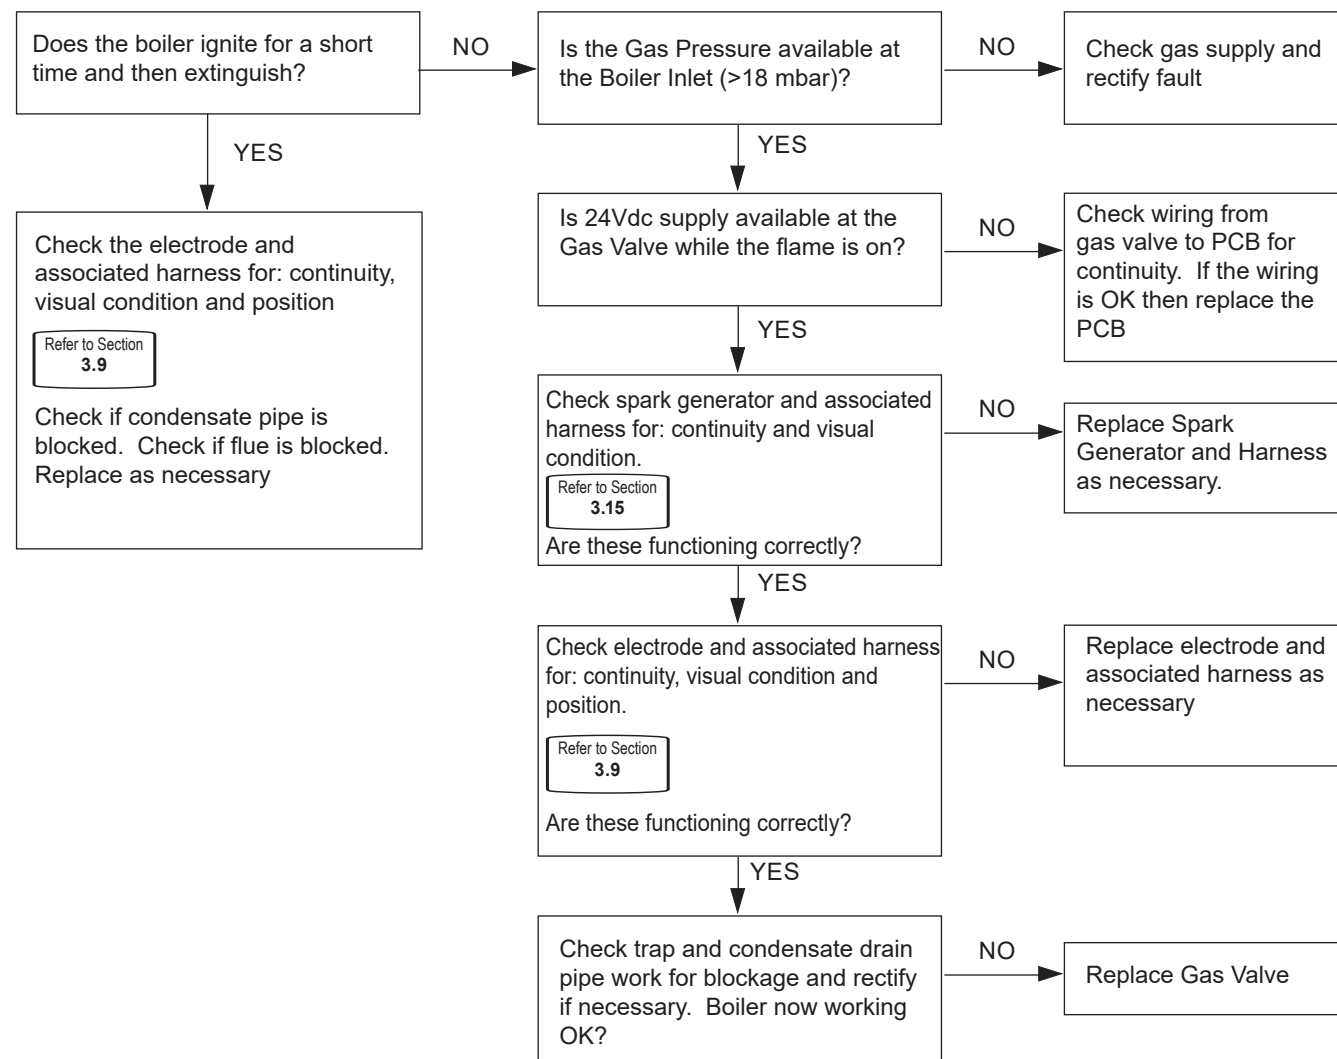 Does the boiler ignite for a short
time and then extinguish?
NO
Is the Gas Pressure available at
the Boiler Inlet (>18 mbar)?
NO
Check gas supply and
rectify fault
YES
YES
Check the electrode and
associated harness for: continuity,
visual condition and position
Refer to Section
3.9
Check if condensate pipe is
blocked.  Check if flue is blocked.
Replace as necessary
Is 24Vdc supply available at the
Gas Valve while the flame is on?
NO
Check wiring from
gas valve to PCB for
continuity.  If the wiring
is OK then replace the
PCB
YES
Check spark generator and associated
harness for: continuity and visual
condition.
Refer to Section
3.15
Are these functioning correctly?
NO
Replace Spark
Generator and Harness
as necessary.
YES
Check electrode and associated harness
for: continuity, visual condition and
position.
Refer to Section
3.9
Are these functioning correctly?
NO
Replace electrode and
associated harness as
necessary
YES
Check trap and condensate drain
pipe work for blockage and rectify
if necessary.  Boiler now working
OK?
NO
Replace Gas Valve